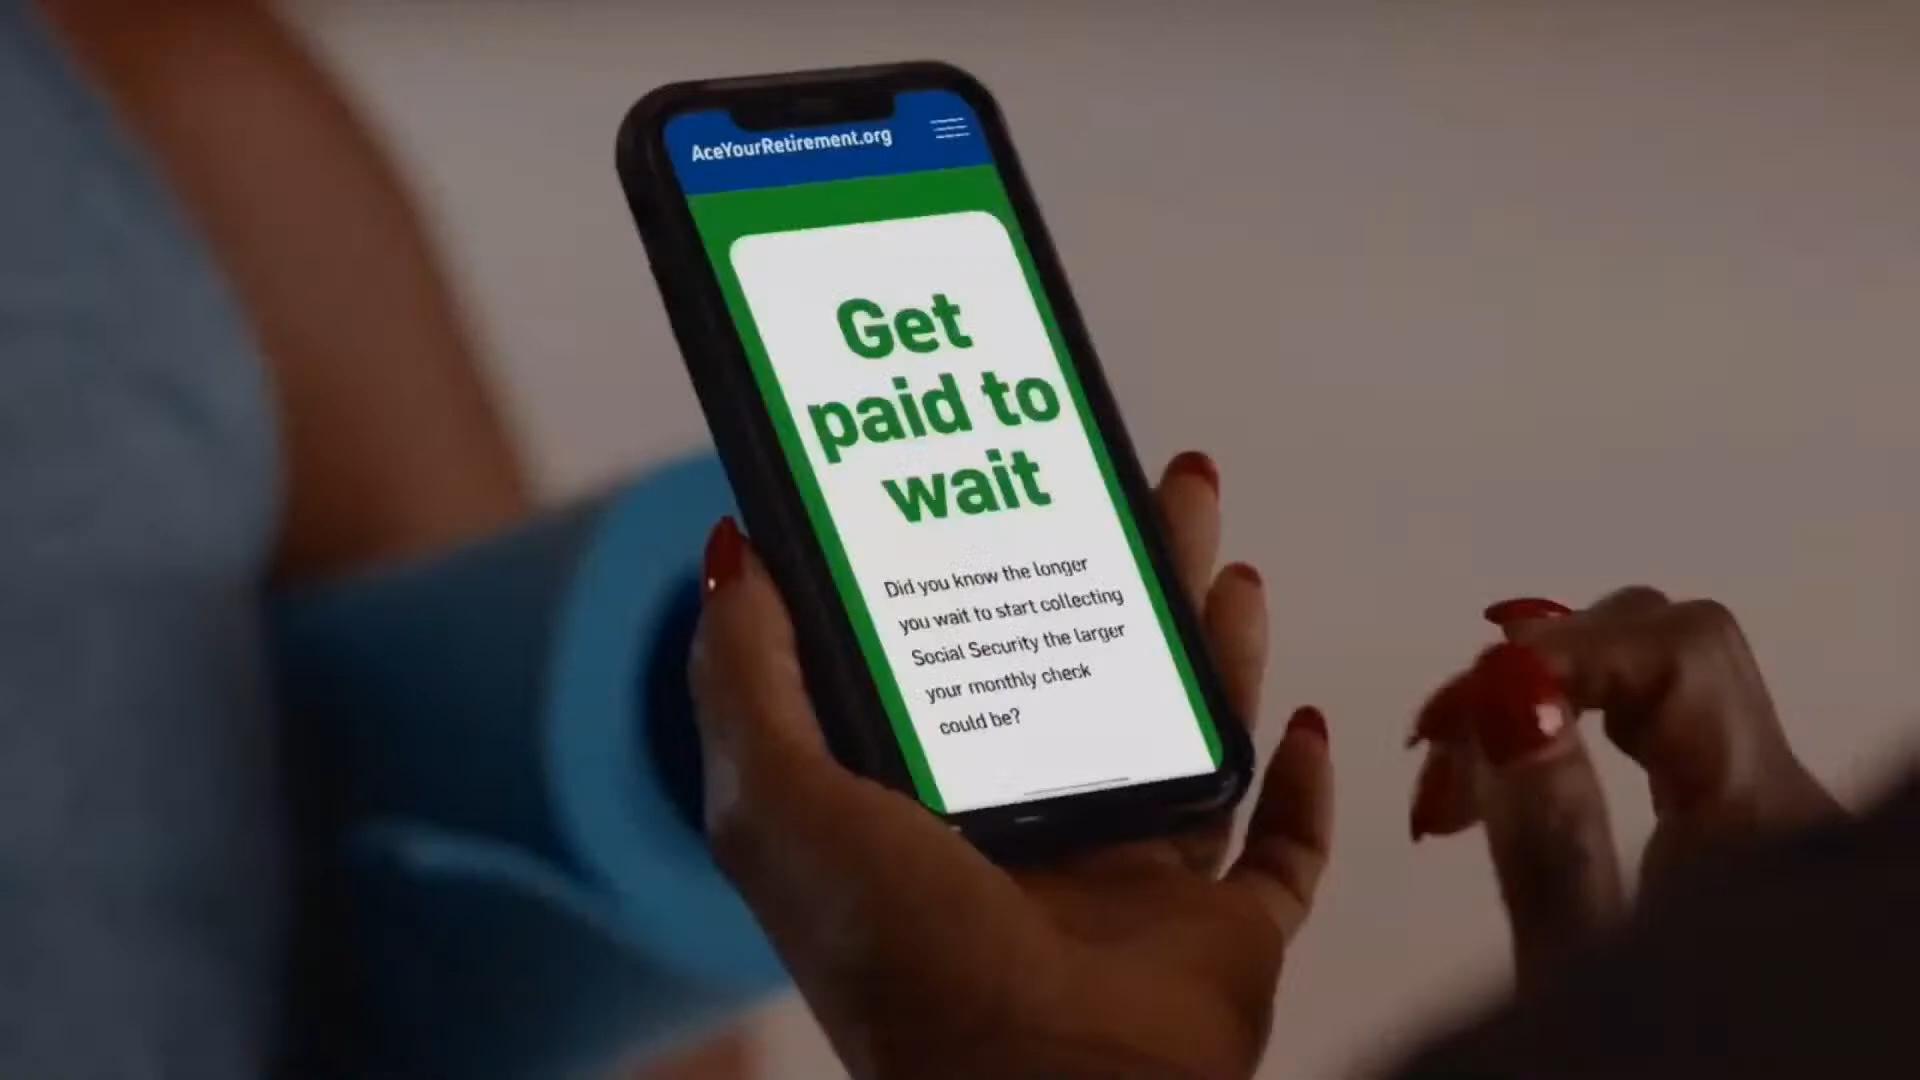 AceYourRetirement.org
Get
paid to
wait
Did you know the longer
you wait to start collecting
Social Security the larger
your monthly check
could be?